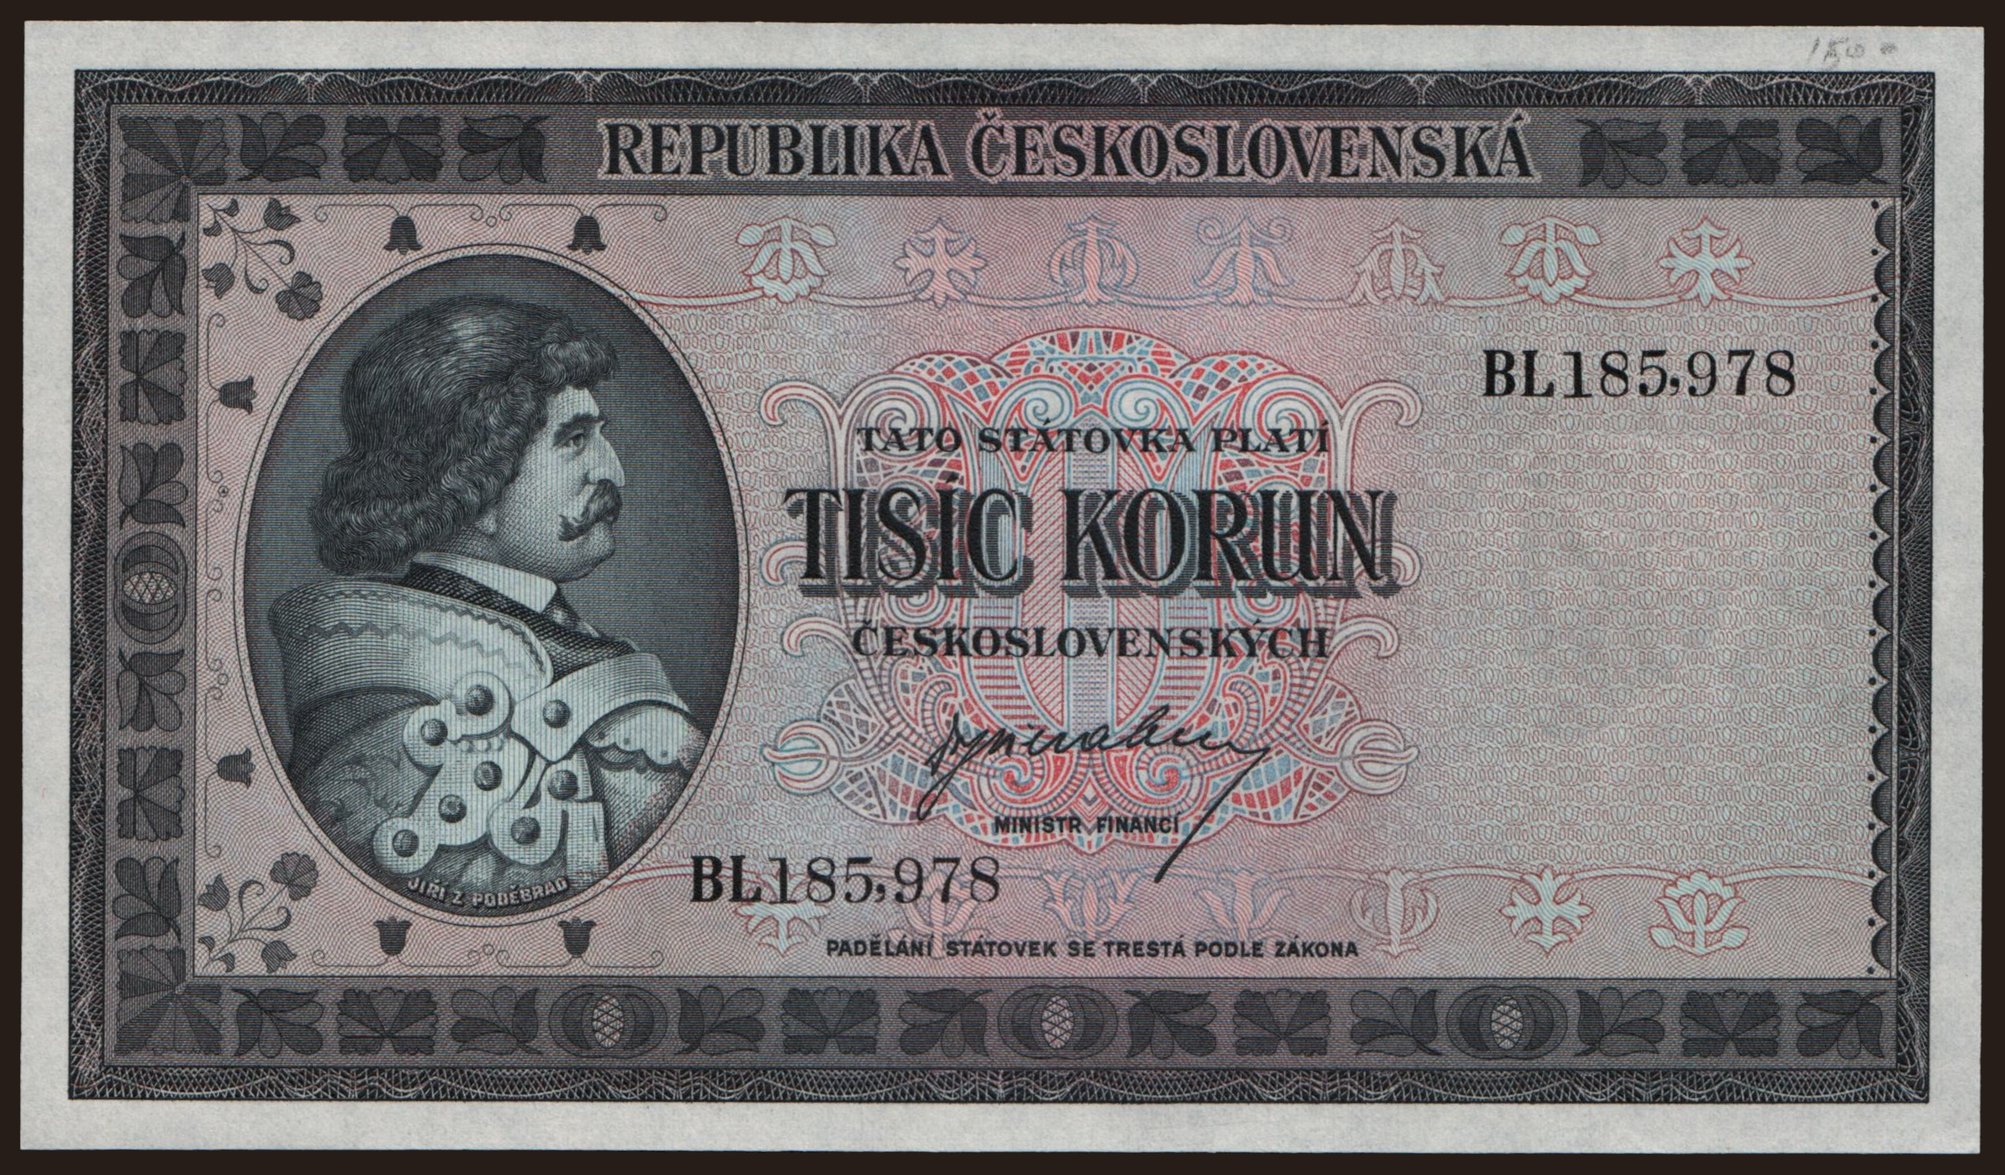 REPUBLIKA ČESKOSLOVENSKÁ
BL185,978
TATO STÁTOVKA PLATÍ
TISÍC KORUN
ČESKOSLOVENSKÝCH
MINISTR FINANCÍ
BL185,978
JIŘÍ Z PODĚBRAD
PADĚLÁNÍ STÁTOVEK SE TRESTÁ PODLE ZÁKONA